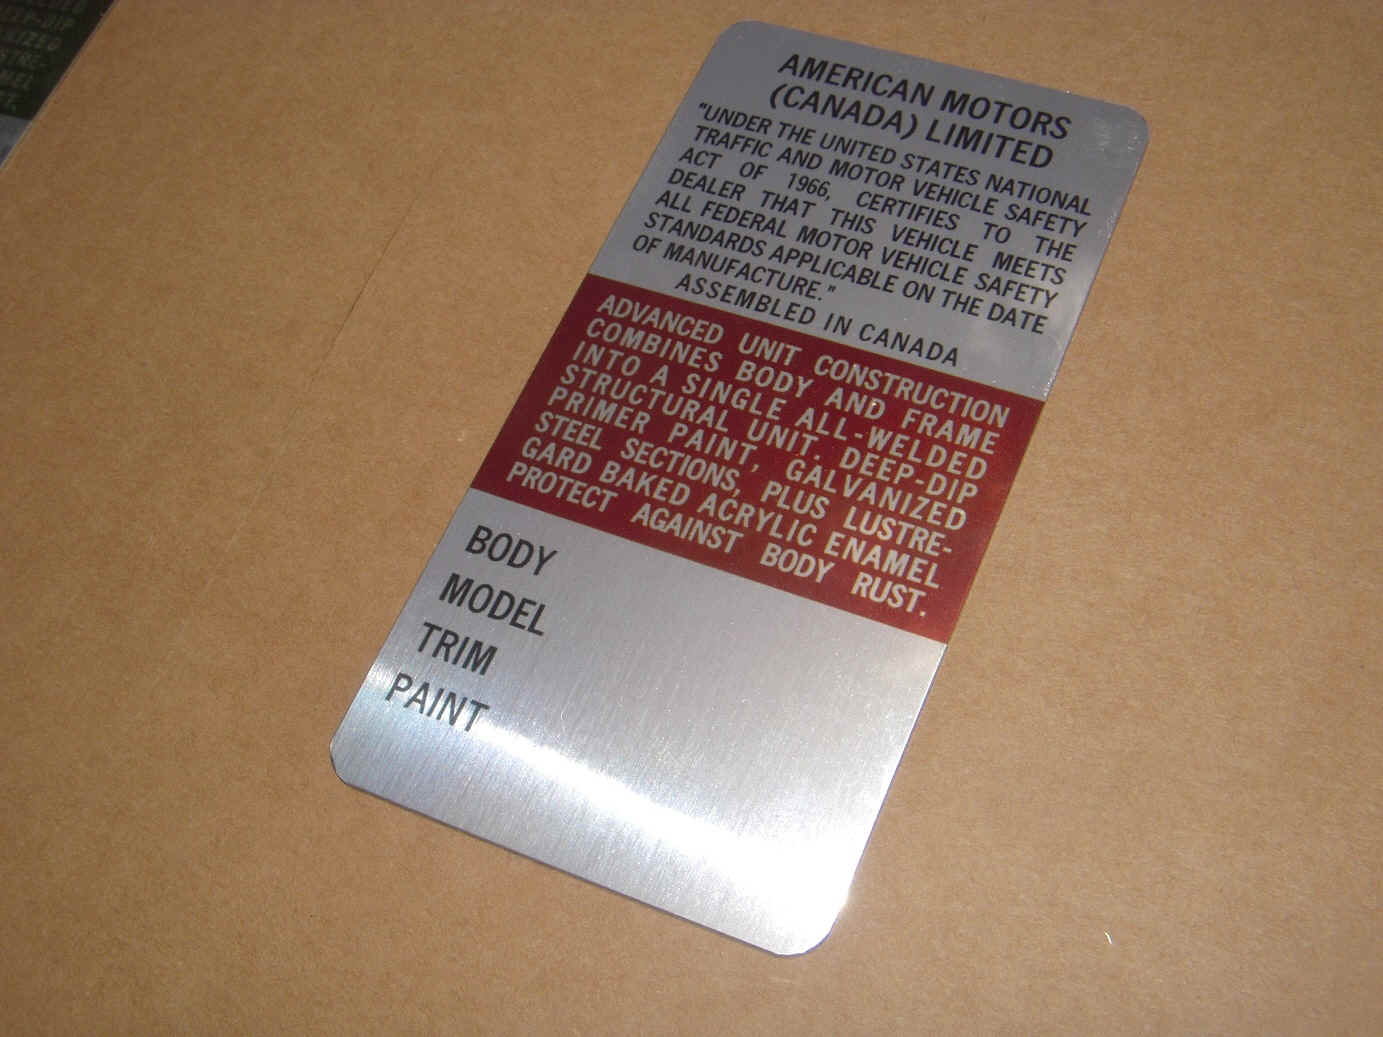 AMERICAN MOTORS
(CANADA) LIMITED
"UNDER THE UNITED STATES NATIONAL
TRAFFIC AND MOTOR VEHICLE SAFETY
ACT OF 1966, CERTIFIES TO THE
DEALER THAT THIS VEHICLE MEETS
ALL FEDERAL MOTOR VEHICLE SAFETY
STANDARDS APPLICABLE ON THE DATE
OF MANUFACTURE."
ASSEMBLED IN CANADA
ADVANCED UNIT CONSTRUCTION
COMBINES BODY AND FRAME
INTO A SINGLE ALL-WELDED
STRUCTURAL UNIT. DEEP-DIP
PRIMER PAINT, GALVANIZED
STEEL SECTIONS, PLUS LUSTRE-
GARD BAKED ACRYLIC ENAMEL
PROTECT AGAINST BODY RUST.
BODY
MODEL
TRIM
PAINT